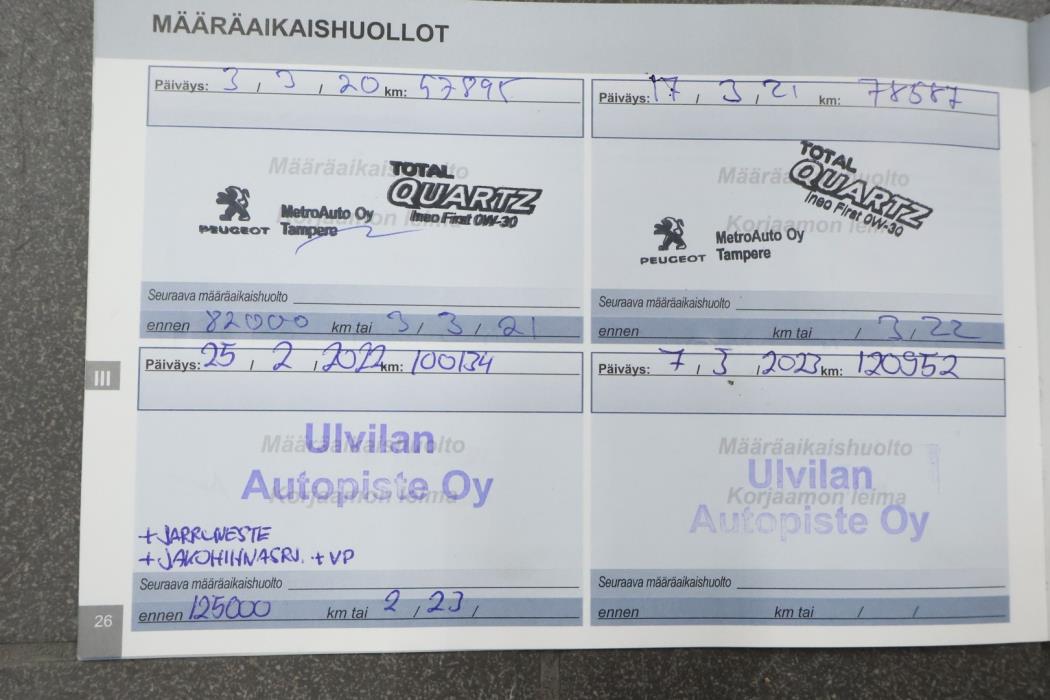 MÄÄRÄAIKAISHUOLLOT
Päiväys: 3 / 3 / 20 km: 57895
Määräaikaishuolto
Korjaamon leima
TOTAL
QUARTZ
Ineo First 0W-30
PEUGEOT
MetroAuto Oy
Tampere
Seuraava määräaikaishuolto
ennen 82000 km tai 3 / 3 / 21
Päiväys: 17 / 3 / 21 km: 78587
Määräaikaishuolto
Korjaamon leima
TOTAL
QUARTZ
Ineo First 0W-30
PEUGEOT
MetroAuto Oy
Tampere
Seuraava määräaikaishuolto
ennen km tai / 3 / 22
III
Päiväys: 25 / 2 / 2022 km: 100134
Määräaikaishuolto
Korjaamon leima
Ulvilan
Autopiste Oy
+ JARRUNESTE
+ JAKOHIHNASRJ. + VP
Seuraava määräaikaishuolto
ennen 125000 km tai 2 / 23 /
Päiväys: 7 / 3 / 2023 km: 120952
Määräaikaishuolto
Korjaamon leima
Ulvilan
Autopiste Oy
Seuraava määräaikaishuolto
ennen km tai / /
26